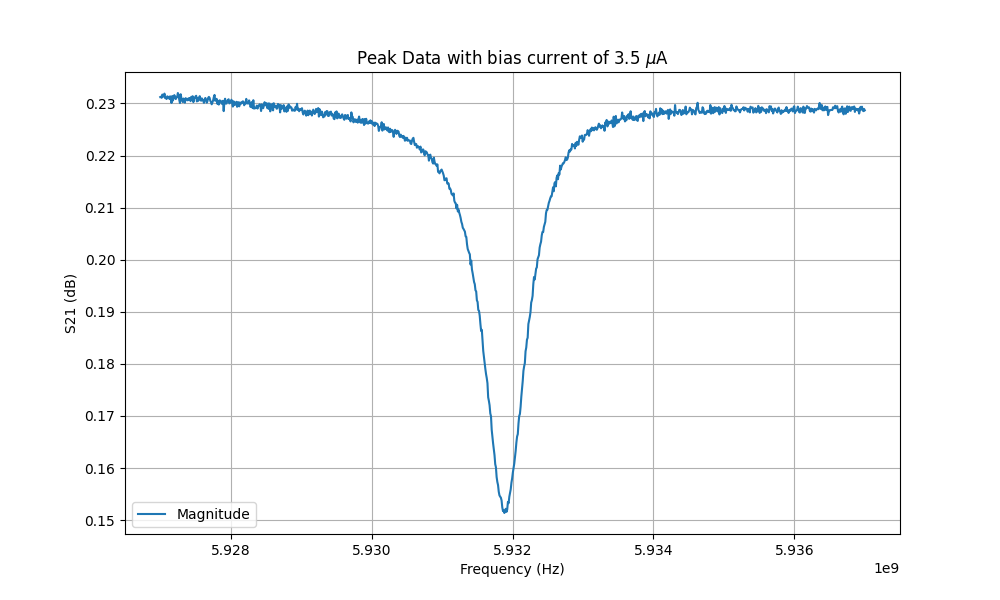 Peak Data with bias current of 3.5 μA
S21 (dB)
0.23
0.22
0.21
0.20
0.19
0.18
0.17
0.16
0.15
Magnitude
5.928 5.930 5.932 5.934 5.936
Frequency (Hz)
1e9